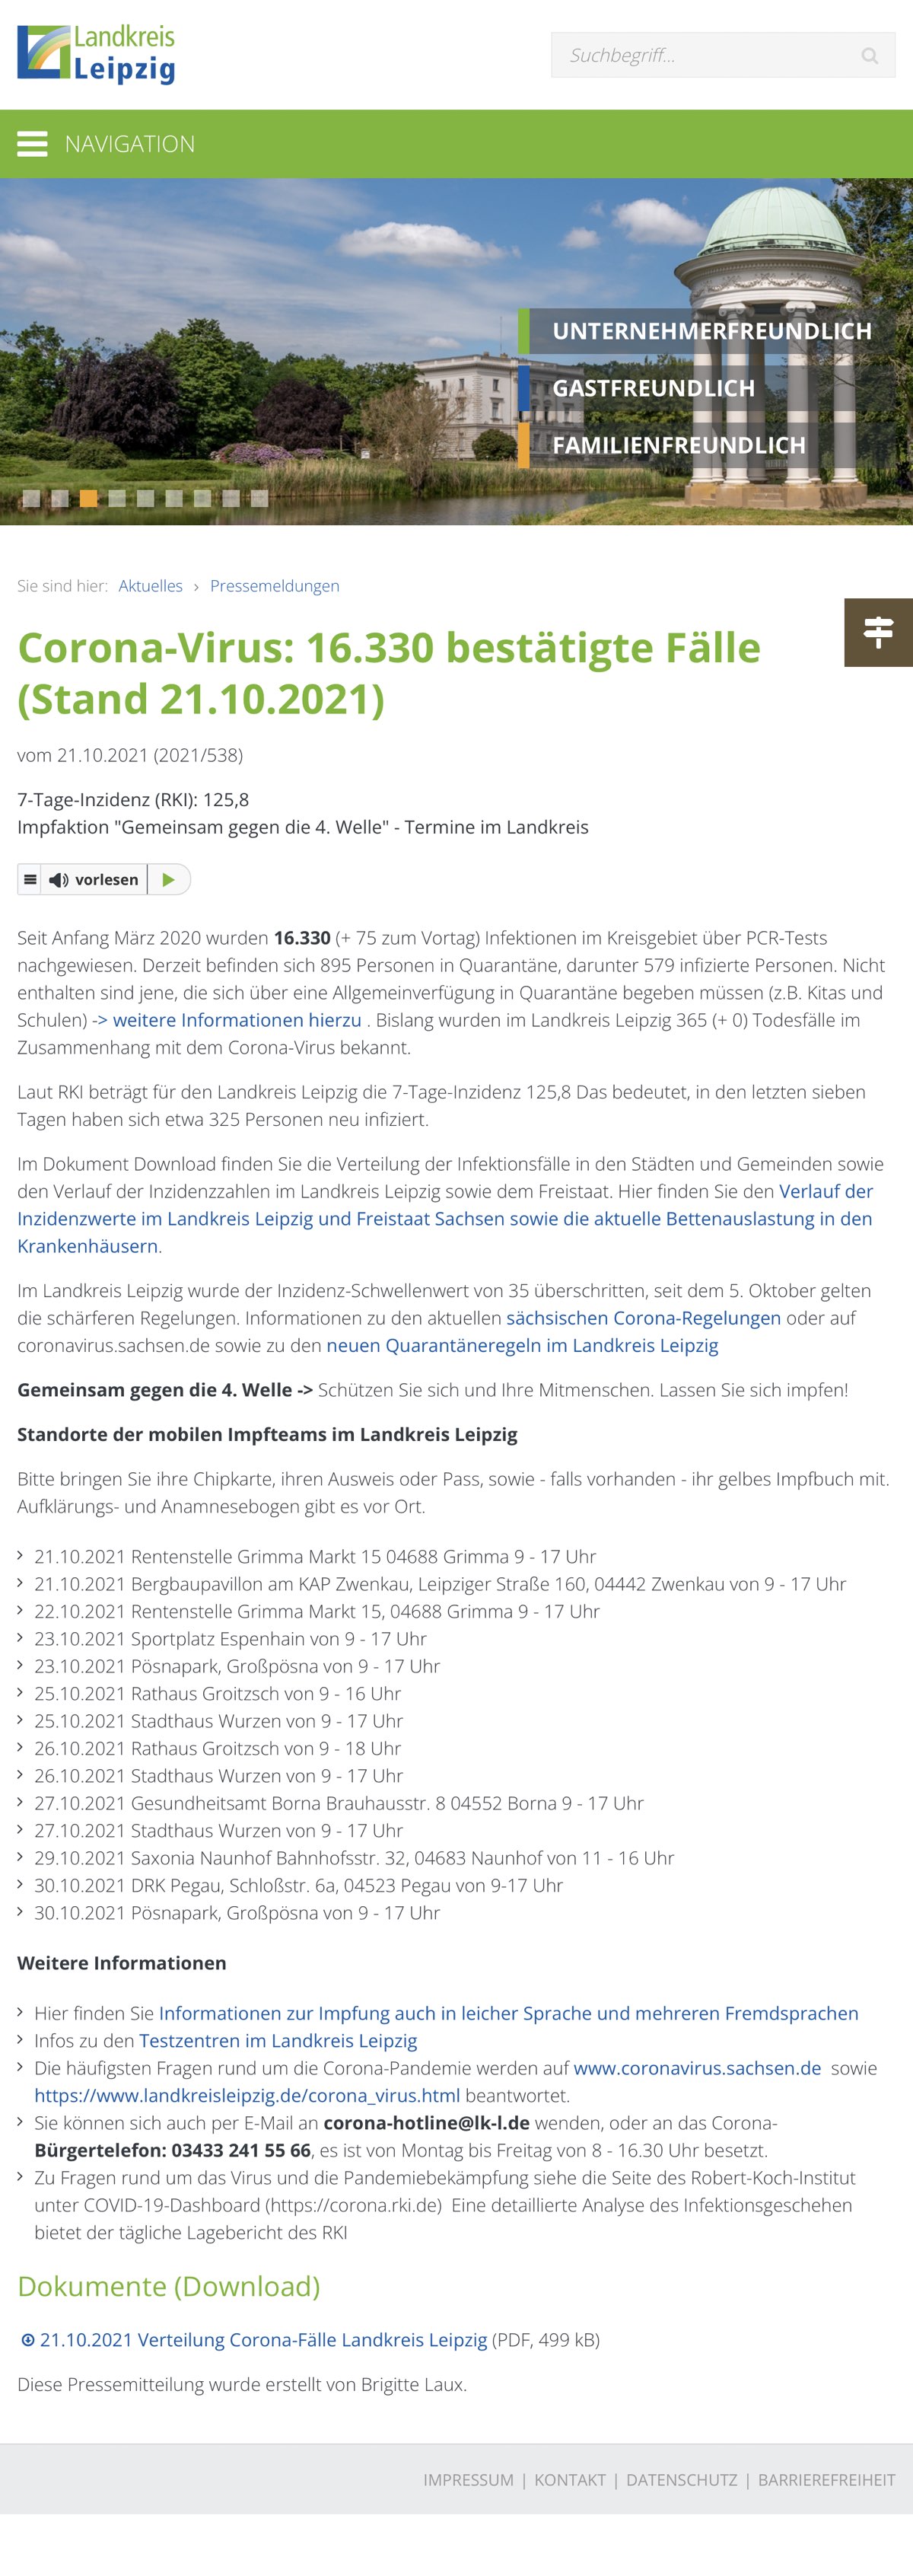 Landkreis
Leipzig
Suchbegriff...
NAVIGATION
UNTERNEHMERFREUNDLICH
GASTFREUNDLICH
FAMILIENFREUNDLICH
Sie sind hier: Aktuelles › Pressemeldungen
Corona-Virus: 16.330 bestätigte Fälle
(Stand 21.10.2021)
vom 21.10.2021 (2021/538)
7-Tage-Inzidenz (RKI): 125,8
Impfaktion "Gemeinsam gegen die 4. Welle" - Termine im Landkreis
vorlesen
Seit Anfang März 2020 wurden 16.330 (+ 75 zum Vortag) Infektionen im Kreisgebiet über PCR-Tests
nachgewiesen. Derzeit befinden sich 895 Personen in Quarantäne, darunter 579 infizierte Personen. Nicht
enthalten sind jene, die sich über eine Allgemeinverfügung in Quarantäne begeben müssen (z.B. Kitas und
Schulen) -> weitere Informationen hierzu . Bislang wurden im Landkreis Leipzig 365 (+ 0) Todesfälle im
Zusammenhang mit dem Corona-Virus bekannt.
Laut RKI beträgt für den Landkreis Leipzig die 7-Tage-Inzidenz 125,8 Das bedeutet, in den letzten sieben
Tagen haben sich etwa 325 Personen neu infiziert.
Im Dokument Download finden Sie die Verteilung der Infektionsfälle in den Städten und Gemeinden sowie
den Verlauf der Inzidenzzahlen im Landkreis Leipzig sowie dem Freistaat. Hier finden Sie den Verlauf der
Inzidenzwerte im Landkreis Leipzig und Freistaat Sachsen sowie die aktuelle Bettenauslastung in den
Krankenhäusern.
Im Landkreis Leipzig wurde der Inzidenz-Schwellenwert von 35 überschritten, seit dem 5. Oktober gelten
die schärferen Regelungen. Informationen zu den aktuellen sächsischen Corona-Regelungen oder auf
coronavirus.sachsen.de sowie zu den neuen Quarantäneregeln im Landkreis Leipzig
Gemeinsam gegen die 4. Welle -> Schützen Sie sich und Ihre Mitmenschen. Lassen Sie sich impfen!
Standorte der mobilen Impfteams im Landkreis Leipzig
Bitte bringen Sie ihre Chipkarte, ihren Ausweis oder Pass, sowie - falls vorhanden - ihr gelbes Impfbuch mit.
Aufklärungs- und Anamnesebogen gibt es vor Ort.
21.10.2021 Rentenstelle Grimma Markt 15 04688 Grimma 9 - 17 Uhr
21.10.2021 Bergbaupavillon am KAP Zwenkau, Leipziger Straße 160, 04442 Zwenkau von 9 - 17 Uhr
22.10.2021 Rentenstelle Grimma Markt 15, 04688 Grimma 9 - 17 Uhr
23.10.2021 Sportplatz Espenhain von 9 - 17 Uhr
23.10.2021 Pösnapark, Großpösna von 9 - 17 Uhr
25.10.2021 Rathaus Groitzsch von 9 - 16 Uhr
25.10.2021 Stadthaus Wurzen von 9 - 17 Uhr
26.10.2021 Rathaus Groitzsch von 9 - 18 Uhr
26.10.2021 Stadthaus Wurzen von 9 - 17 Uhr
27.10.2021 Gesundheitsamt Borna Brauhausstr. 8 04552 Borna 9 - 17 Uhr
27.10.2021 Stadthaus Wurzen von 9 - 17 Uhr
29.10.2021 Saxonia Naunhof Bahnhofsstr. 32, 04683 Naunhof von 11 - 16 Uhr
30.10.2021 DRK Pegau, Schloßstr. 6a, 04523 Pegau von 9-17 Uhr
30.10.2021 Pösnapark, Großpösna von 9 - 17 Uhr
Weitere Informationen
Hier finden Sie Informationen zur Impfung auch in leicher Sprache und mehreren Fremdsprachen
Infos zu den Testzentren im Landkreis Leipzig
Die häufigsten Fragen rund um die Corona-Pandemie werden auf www.coronavirus.sachsen.de sowie
https://www.landkreisleipzig.de/corona_virus.html beantwortet.
Sie können sich auch per E-Mail an corona-hotline@lk-l.de wenden, oder an das Corona-
Bürgertelefon: 03433 241 55 66, es ist von Montag bis Freitag von 8 - 16.30 Uhr besetzt.
Zu Fragen rund um das Virus und die Pandemiebekämpfung siehe die Seite des Robert-Koch-Institut
unter COVID-19-Dashboard (https://corona.rki.de) Eine detaillierte Analyse des Infektionsgeschehen
bietet der tägliche Lagebericht des RKI
Dokumente (Download)
21.10.2021 Verteilung Corona-Fälle Landkreis Leipzig (PDF, 499 kB)
Diese Pressemitteilung wurde erstellt von Brigitte Laux.
IMPRESSUM | KONTAKT | DATENSCHUTZ | BARRIEREFREIHEIT